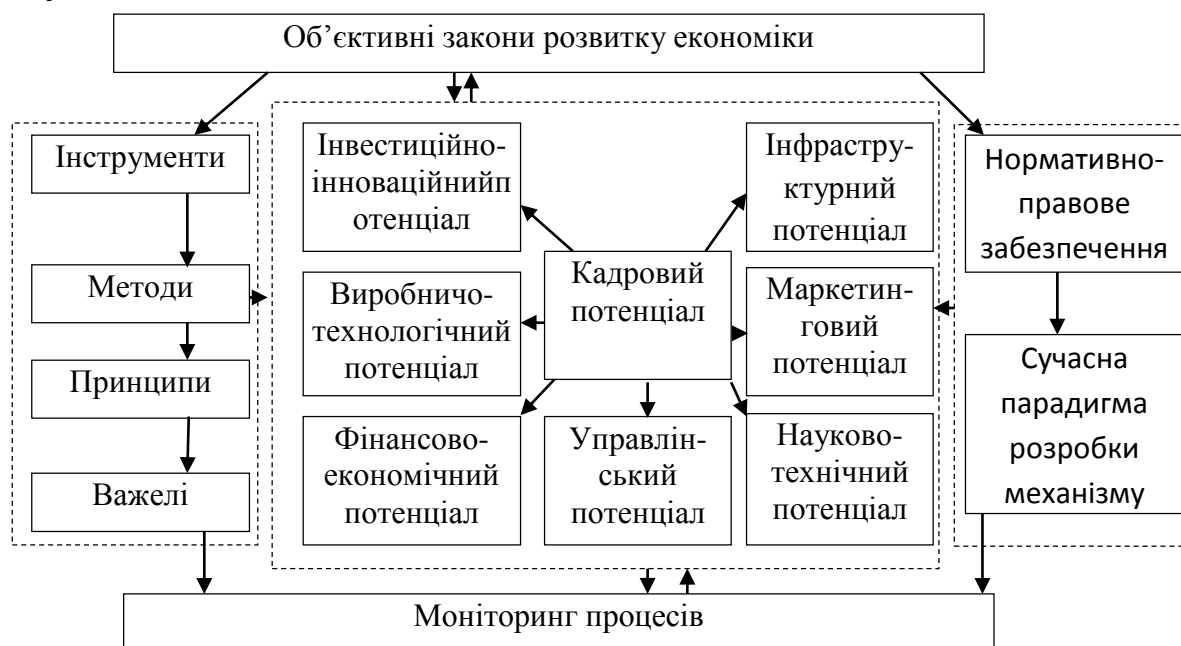 Об’єктивні закони розвитку економіки
Інструменти
Методи
Принципи
Важелі
Інвестиційно-
інноваційнийп
отенціал
Виробничо-
технологічний
потенціал
Фінансово-
економічний
потенціал
Кадровий
потенціал
Управлін-
ський
потенціал
Інфрастру-
ктурний
потенціал
Маркетин-
говий
потенціал
Науково-
технічний
потенціал
Нормативно-
правове
забезпечення
Сучасна
парадигма
розробки
механізму
Моніторинг процесів